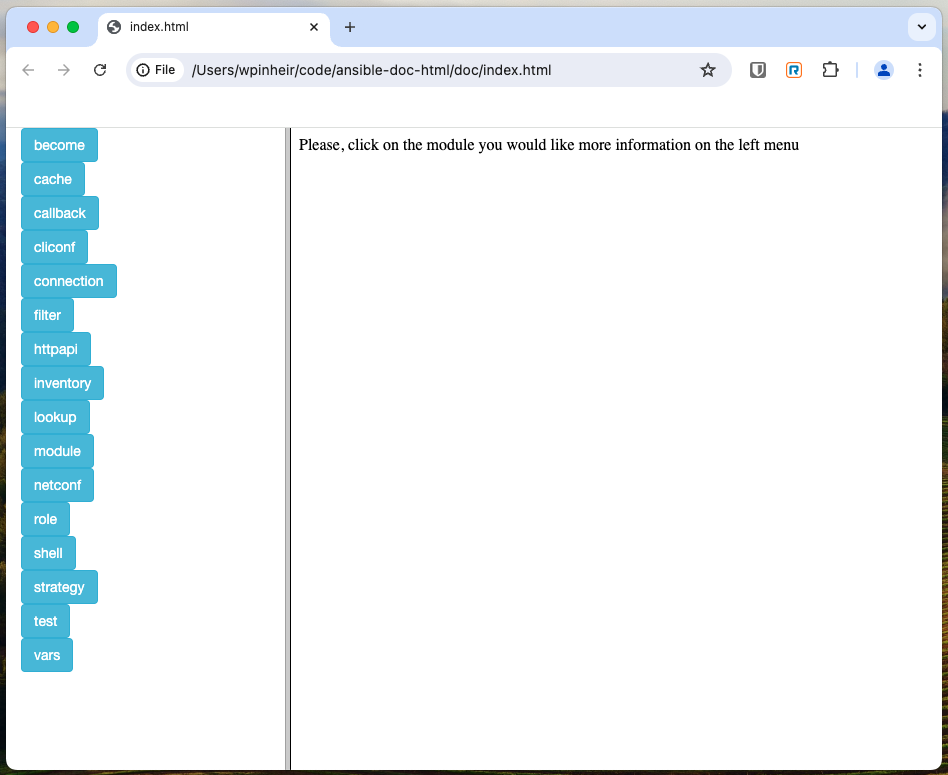 index.html
File /Users/wpinheir/code/ansible-doc-html/doc/index.html
become
cache
callback
cliconf
connection
filter
httpapi
inventory
lookup
module
netconf
role
shell
strategy
test
vars
Please, click on the module you would like more information on the left menu